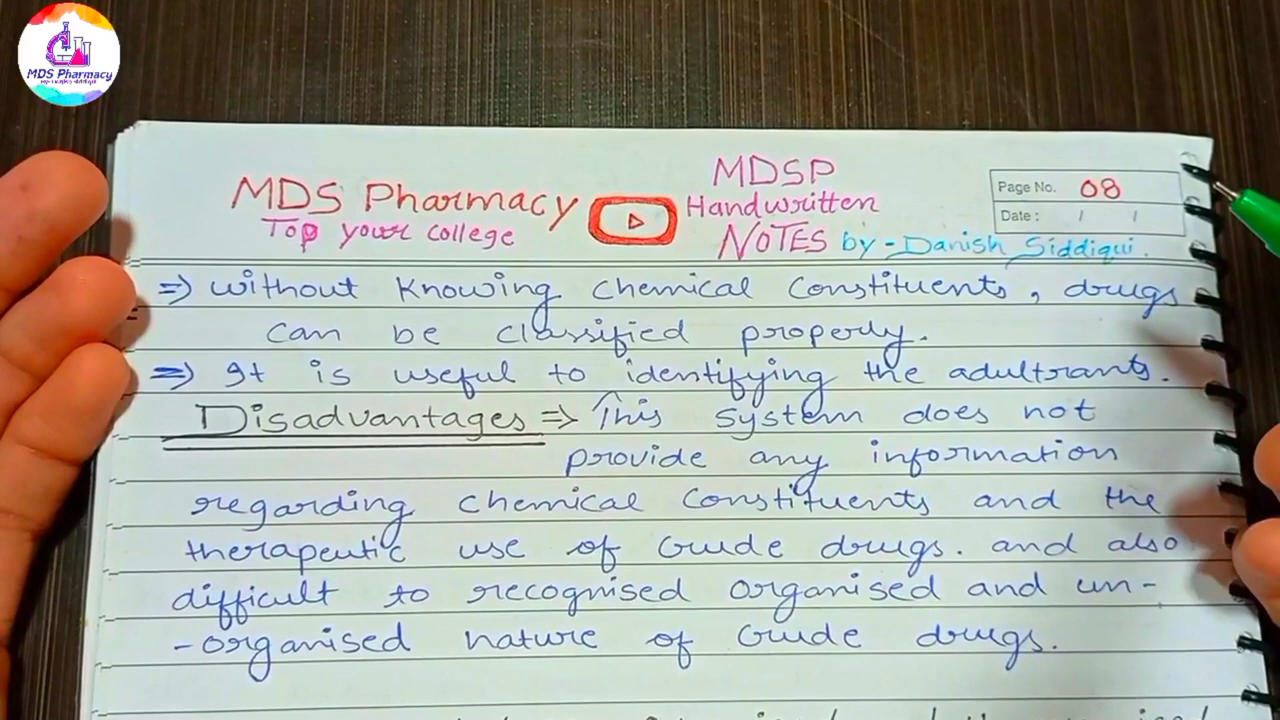 MDS Pharmacy
MDS Pharmacy
Top your college
MDSP
Handwritten
NOTES by - Danish Siddiqui.
Page No. 08
Date : / /
⇒ without Knowing chemical Constituents, drugs
can be classified properly.
⇒ It is useful to identifying the adultrants.
Disadvantages ⇒ This system does not
provide any information
regarding chemical Constituents and the
therapeutic use of Crude drugs. and also
difficult to recognised organised and un-
-organised nature of Crude drugs.